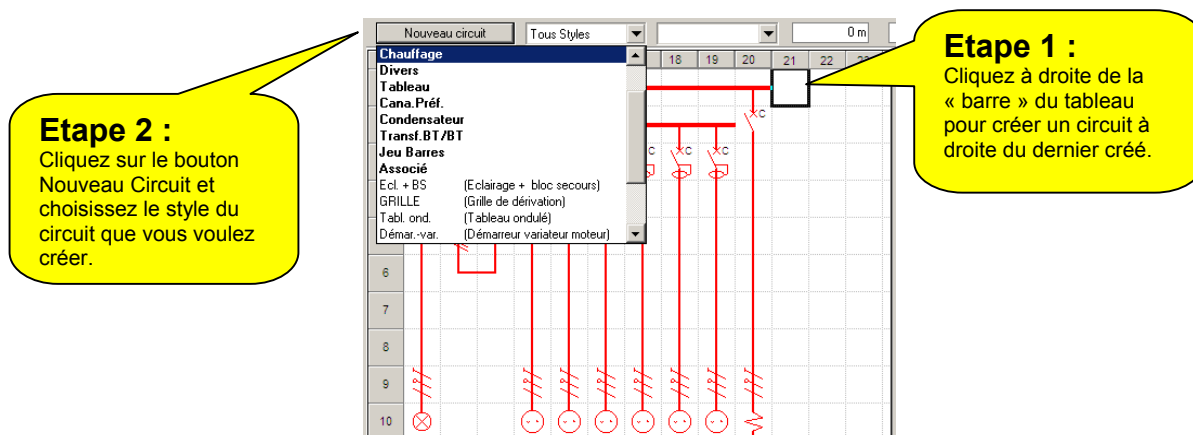 Nouveau circuit Tous Styles 0 m
Chauffage
Divers
Tableau
Cana.Préf.
Condensateur
Transf.BT/BT
Jeu Barres
Associé
Ecl. + BS (Eclairage + bloc secours)
GRILLE (Grille de dérivation)
Tabl. ond. (Tableau ondulé)
Démar.-var. (Démarreur variateur moteur)
18 19 20 21 22
C
C C C
6
7
8
9
10
Etape 1 :
Cliquez à droite de la
« barre » du tableau
pour créer un circuit à
droite du dernier créé.
Etape 2 :
Cliquez sur le bouton
Nouveau Circuit et
choisissez le style du
circuit que vous voulez
créer.